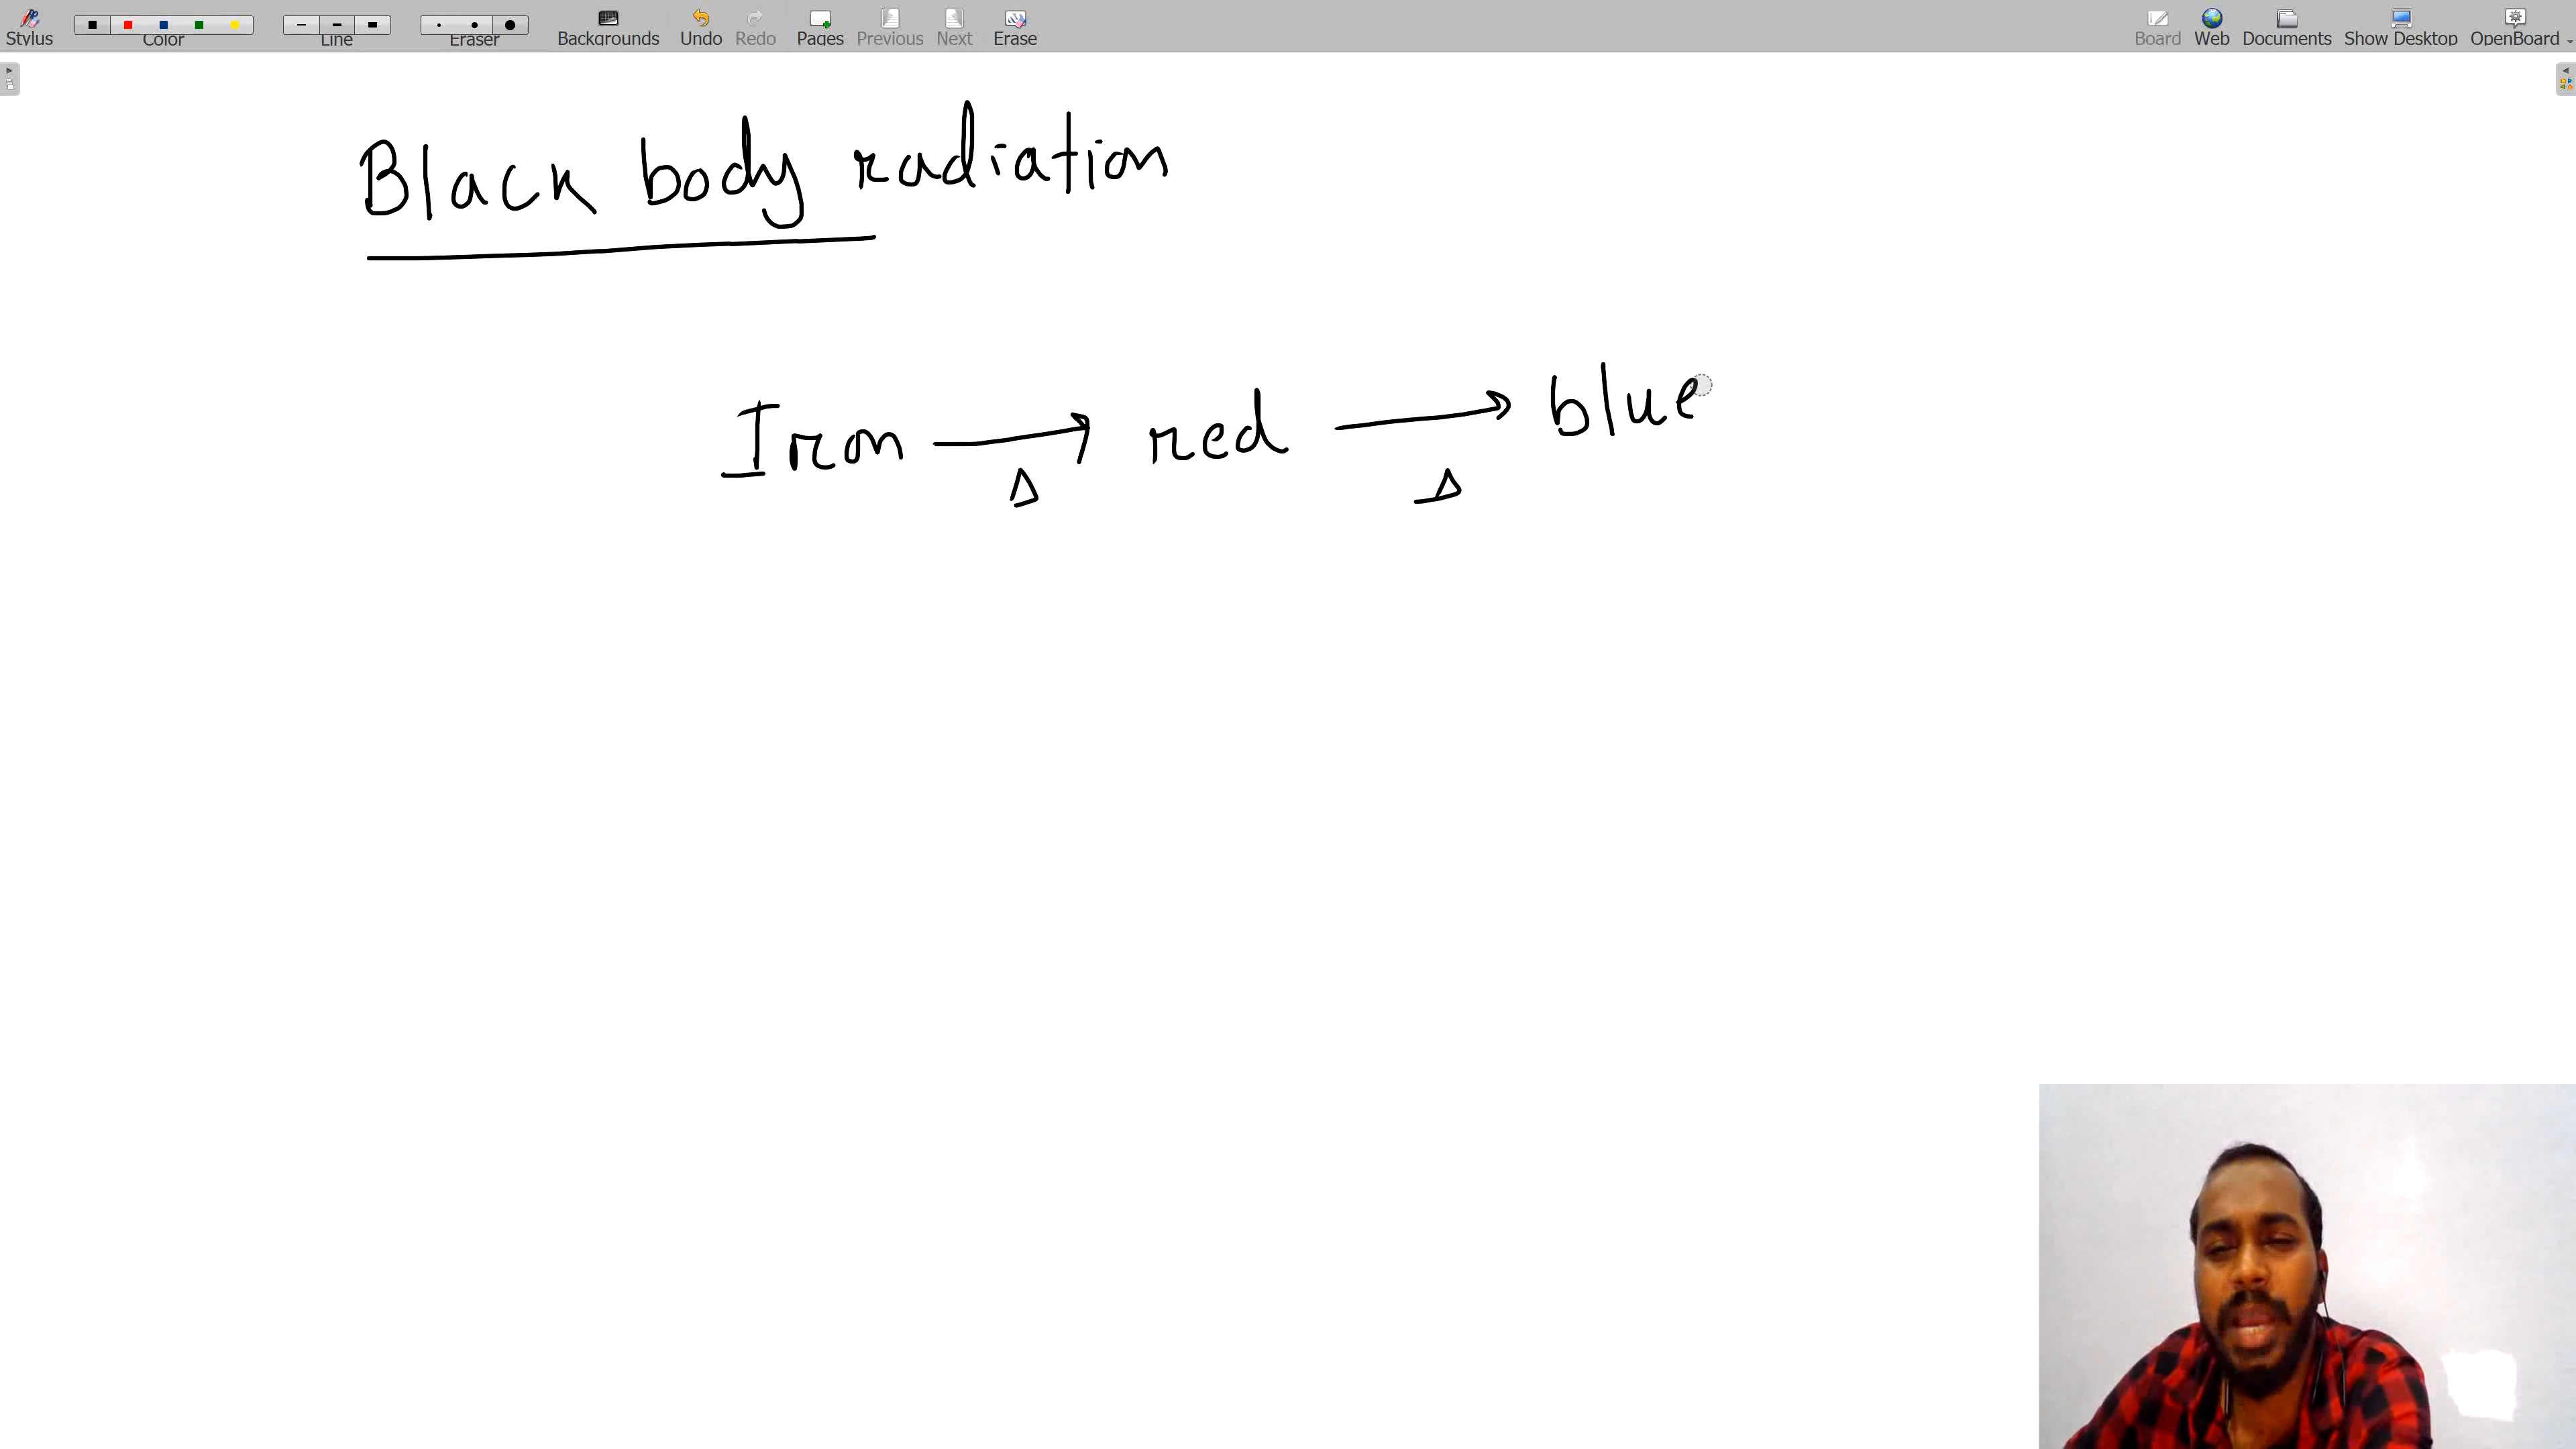 Stylus Color Line Eraser Backgrounds Undo Redo Pages Previous Next Erase Board Web Documents Show Desktop OpenBoard
Black body radiation
Iron → red → blue
Δ Δ